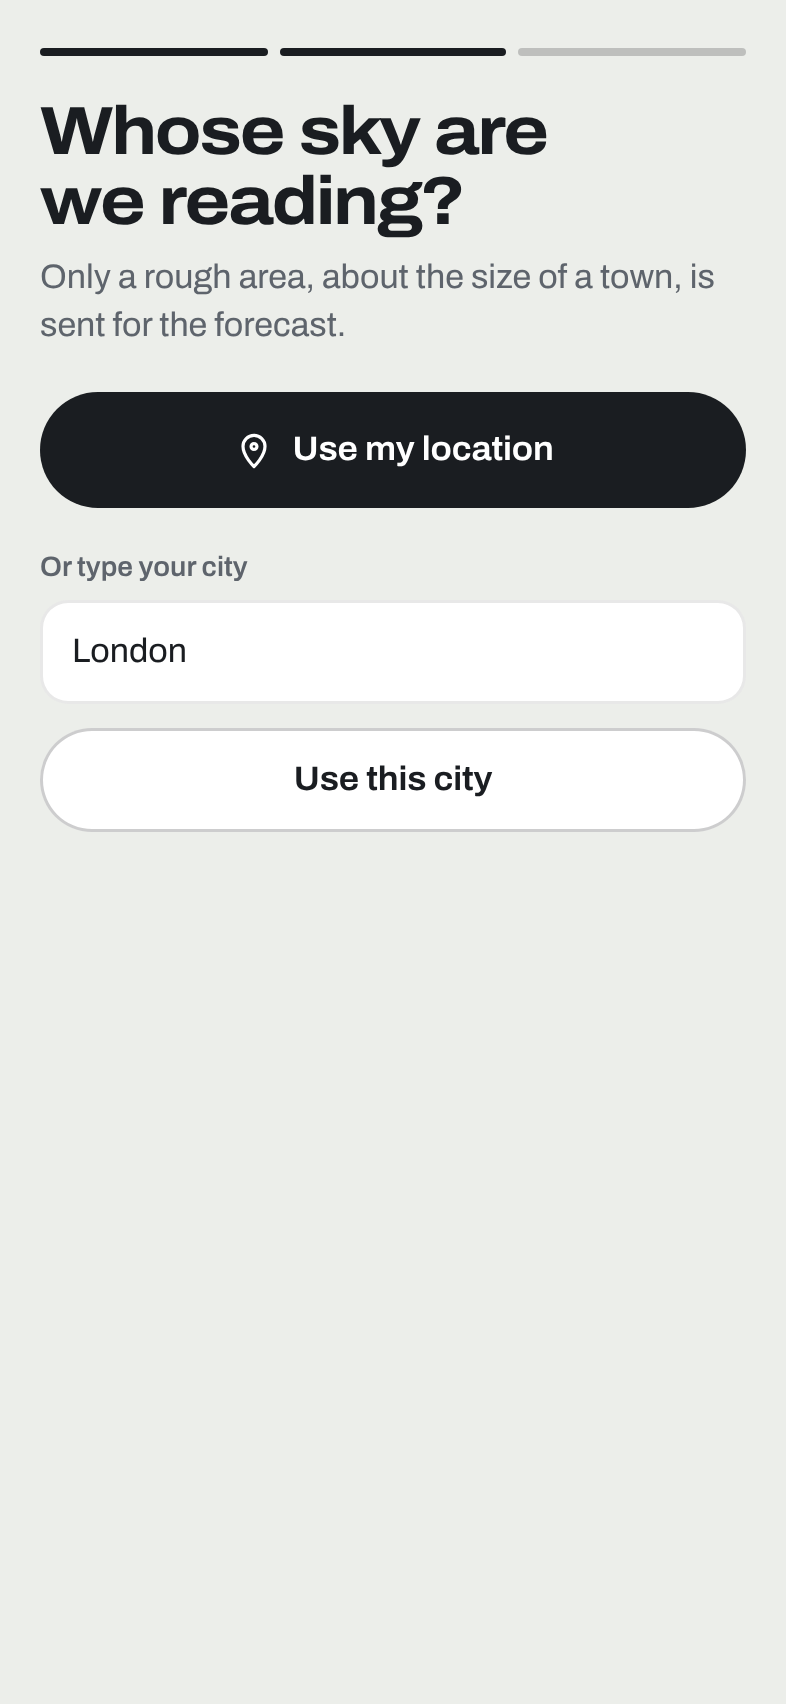 Whose sky are
we reading?
Only a rough area, about the size of a town, is
sent for the forecast.
Use my location
Or type your city
London
Use this city